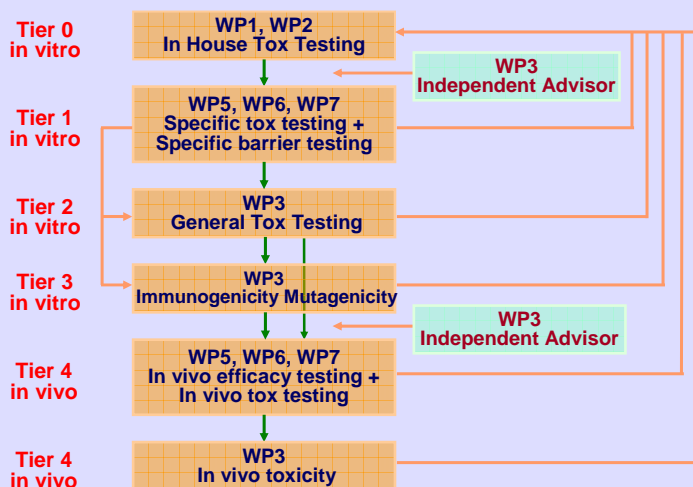 Tier 0
in vitro
WP1, WP2
In House Tox Testing
WP3
Independent Advisor
Tier 1
in vitro
WP5, WP6, WP7
Specific tox testing +
Specific barrier testing
Tier 2
in vitro
WP3
General Tox Testing
Tier 3
in vitro
WP3
Immunogenicity Mutagenicity
WP3
Independent Advisor
Tier 4
in vivo
WP5, WP6, WP7
In vivo efficacy testing +
In vivo tox testing
Tier 4
in vivo
WP3
In vivo toxicity